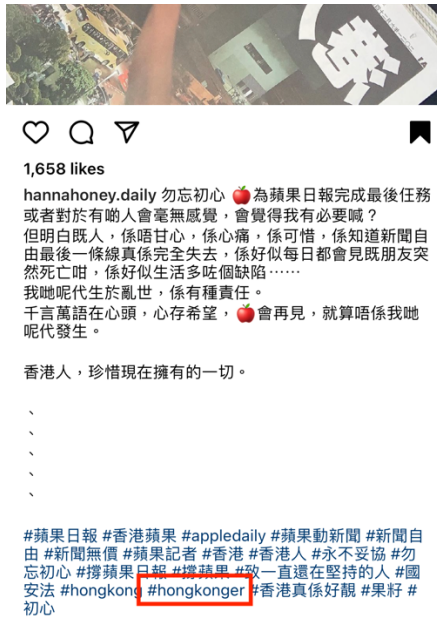 1,658 likes
hannahoney.daily 勿忘初心 🍎為蘋果日報完成最後任務
或者對於有啲人會毫無感覺，會覺得我有必要喊？
但明白既人，係唔甘心，係心痛，係可惜，係知道新聞自
由最後一條線真係完全失去，係好似每日都會見既朋友突
然死亡咁，係好似生活多咗個缺陷⋯⋯
我哋呢代生於亂世，係有種責任。
千言萬語在心頭，心存希望，🍎會再見，就算唔係我哋
呢代發生。
香港人，珍惜現在擁有的一切。
、
、
、
、
、
#蘋果日報 #香港蘋果 #appledaily #蘋果動新聞 #新聞自
由 #新聞無價 #蘋果記者 #香港 #香港人 #永不妥協 #勿
忘初心 #撐蘋果日報 #撐蘋果 #致一直還在堅持的人 #國
安法 #hongkong #hongkonger #香港真係好靚 #果籽 #
初心